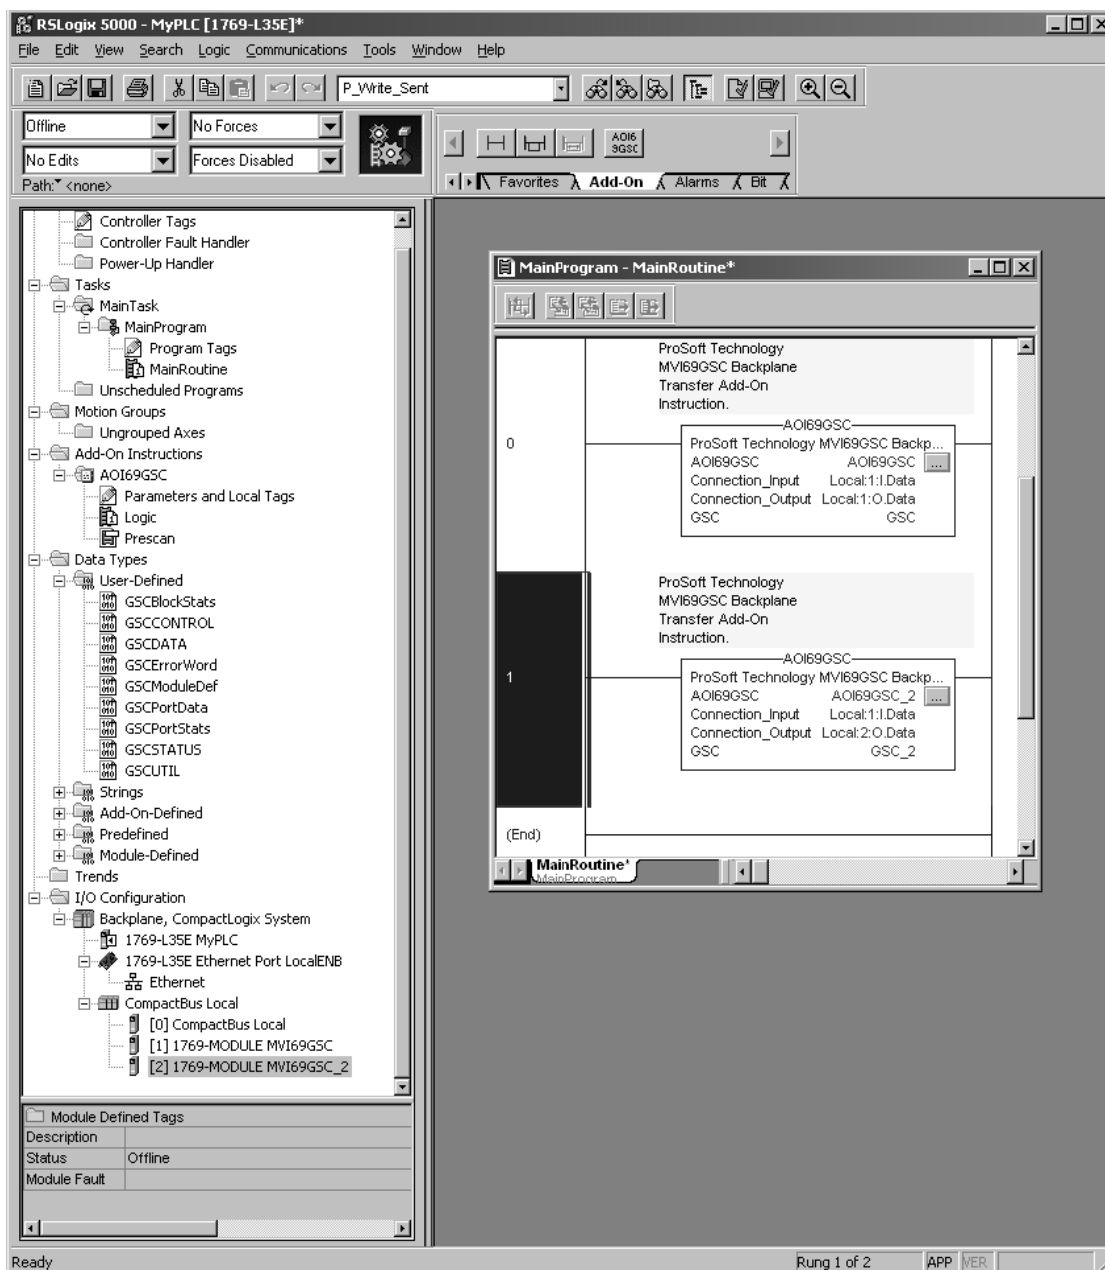 RSLogix 5000 - MyPLC [1769-L35E]*
File Edit View Search Logic Communications Tools Window Help
P_Write_Sent
Offline No Forces
No Edits Forces Disabled
Path: <none>
AOI6
9GSC
Favorites Add-On Alarms Bit
Controller Tags
Controller Fault Handler
Power-Up Handler
Tasks
MainTask
MainProgram
Program Tags
MainRoutine
Unscheduled Programs
Motion Groups
Ungrouped Axes
Add-On Instructions
AOI69GSC
Parameters and Local Tags
Logic
Prescan
Data Types
User-Defined
GSCBlockStats
GSCCONTROL
GSCDATA
GSCErrorWord
GSCModuleDef
GSCPortData
GSCPortStats
GSCSTATUS
GSCUTIL
Strings
Add-On-Defined
Predefined
Module-Defined
Trends
I/O Configuration
Backplane, CompactLogix System
1769-L35E MyPLC
1769-L35E Ethernet Port LocalENB
Ethernet
CompactBus Local
[0] CompactBus Local
[1] 1769-MODULE MVI69GSC
[2] 1769-MODULE MVI69GSC_2
Module Defined Tags
Description
Status Offline
Module Fault
MainProgram - MainRoutine*
ProSoft Technology
MVI69GSC Backplane
Transfer Add-On
Instruction.
AOI69GSC
0
ProSoft Technology MVI69GSC Backp...
AOI69GSC AOI69GSC ...
Connection_Input Local:1:I.Data
Connection_Output Local:1:O.Data
GSC GSC
ProSoft Technology
MVI69GSC Backplane
Transfer Add-On
Instruction.
AOI69GSC
1
ProSoft Technology MVI69GSC Backp...
AOI69GSC AOI69GSC_2 ...
Connection_Input Local:1:I.Data
Connection_Output Local:2:O.Data
GSC GSC_2
(End)
MainRoutine*
MainProgram
Ready Rung 1 of 2 APP VER